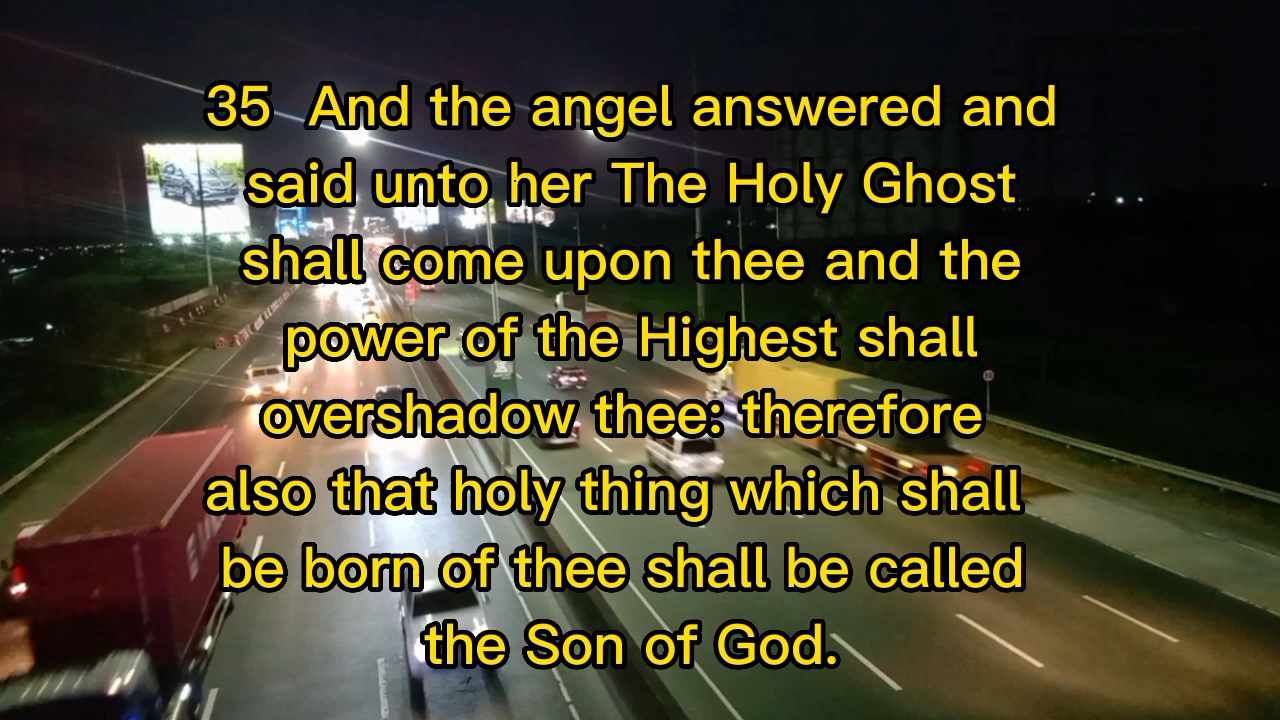 35  And the angel answered and
said unto her The Holy Ghost
shall come upon thee and the
power of the Highest shall
overshadow thee: therefore
also that holy thing which shall
be born of thee shall be called
the Son of God.